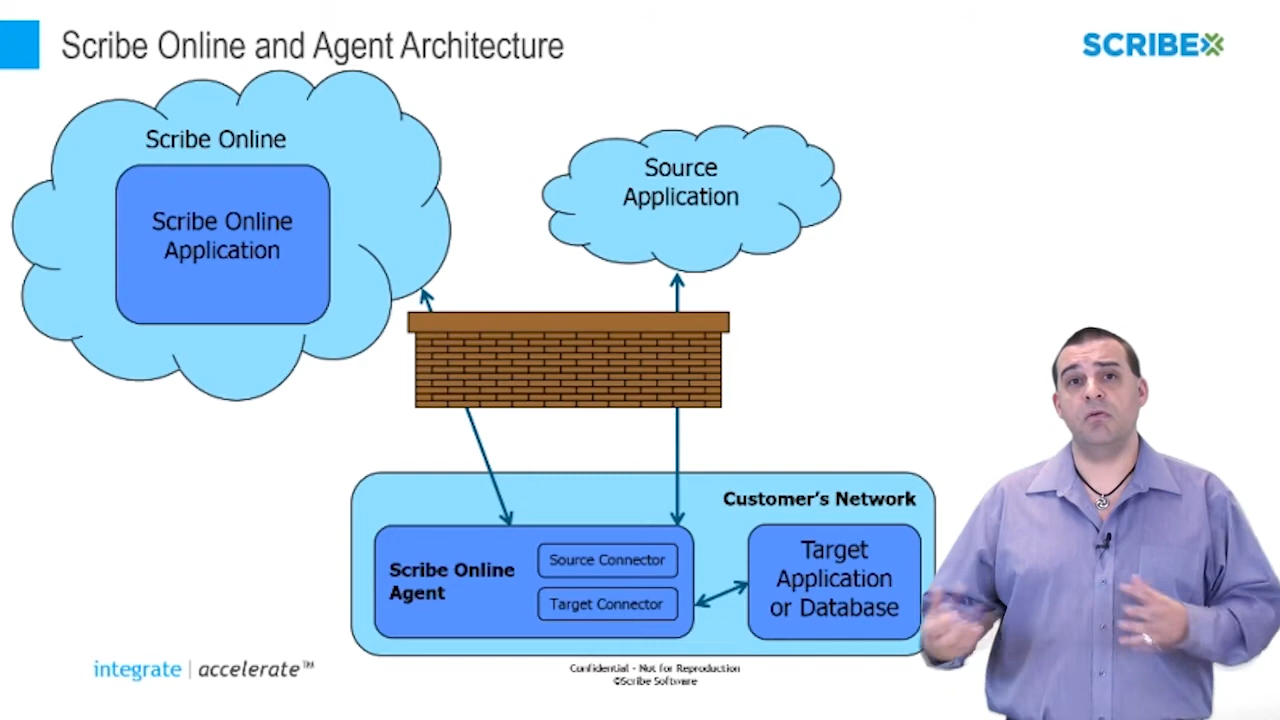 Scribe Online and Agent Architecture
SCRIBE
Scribe Online
Scribe Online
Application
Source
Application
Customer's Network
Scribe Online
Agent
Source Connector
Target Connector
Target
Application
or Database
integrate | accelerate™
Confidential - Not for Reproduction
©Scribe Software